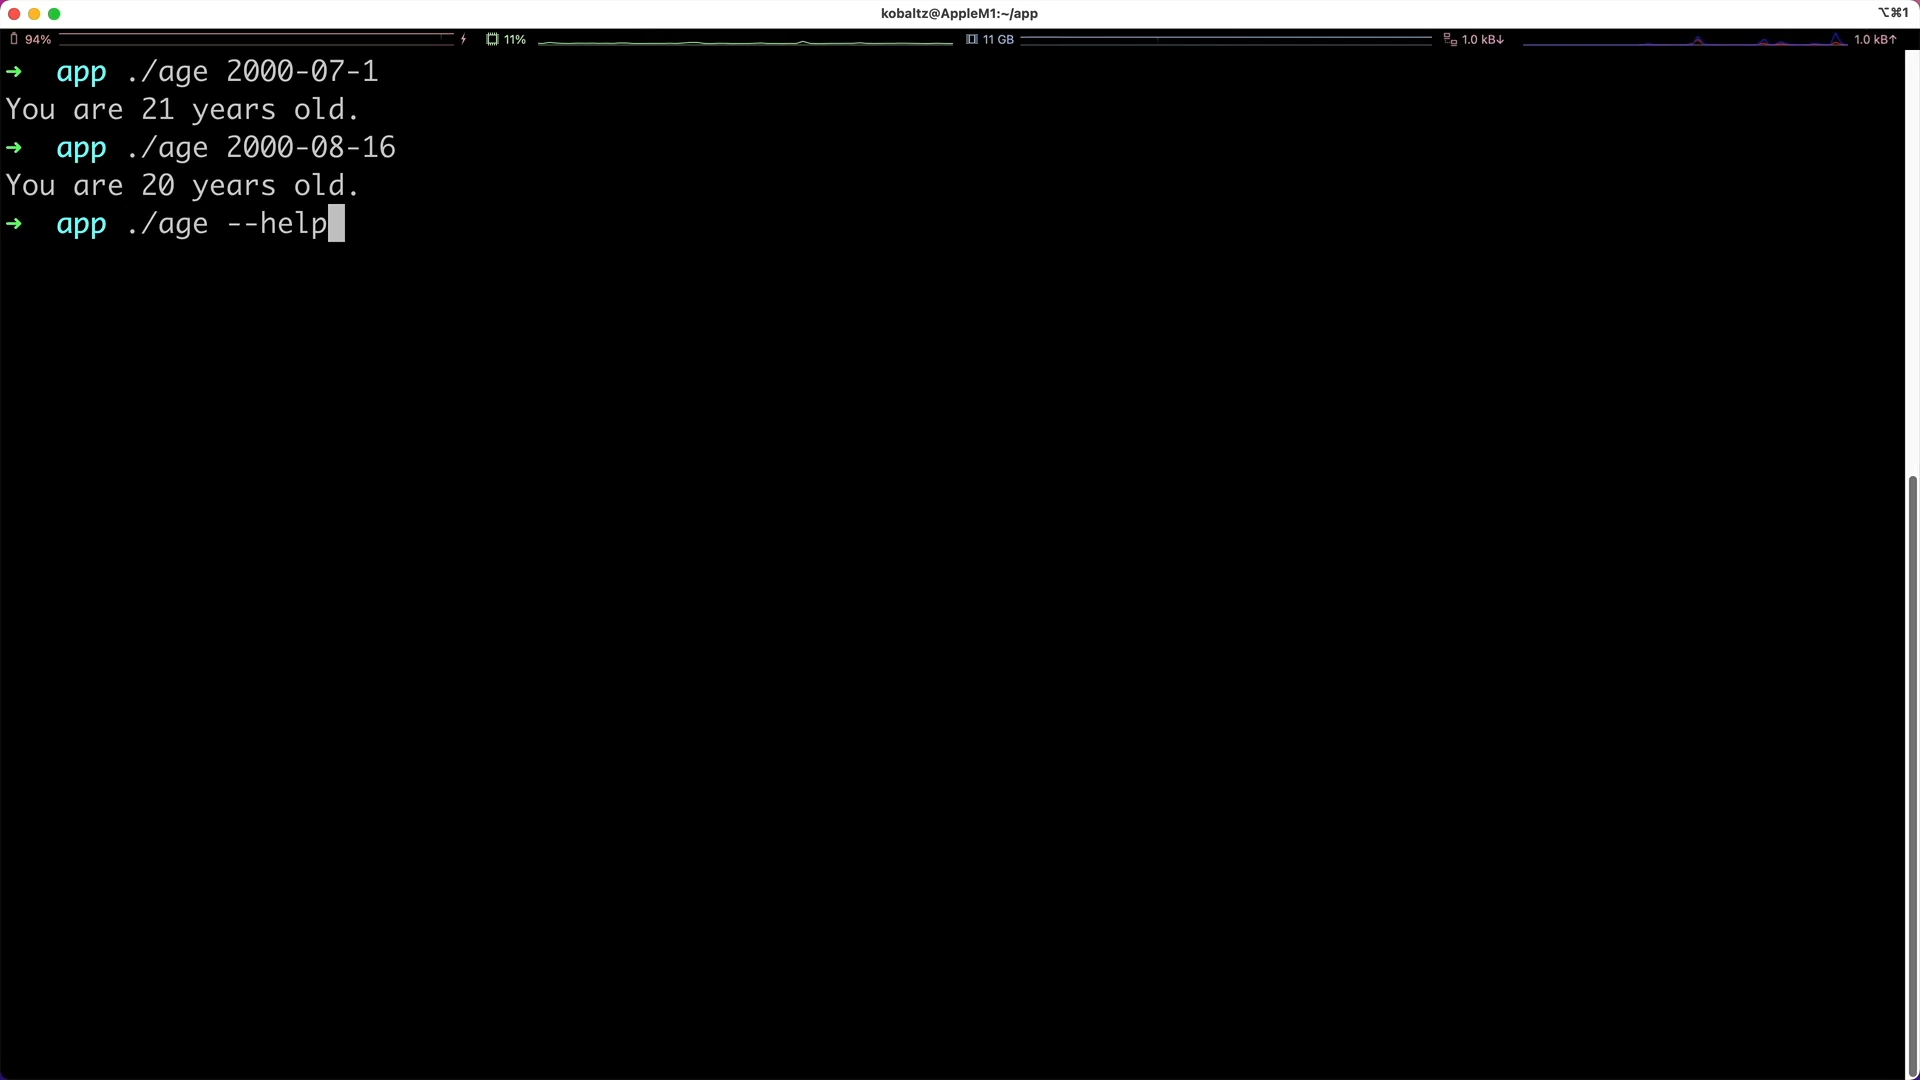 kobaltz@AppleM1:~/app
⌥⌘1
94%
11%
11 GB
1.0 kB↓
1.0 kB↑
➜ app ./age 2000-07-1
You are 21 years old.
➜ app ./age 2000-08-16
You are 20 years old.
➜ app ./age --help